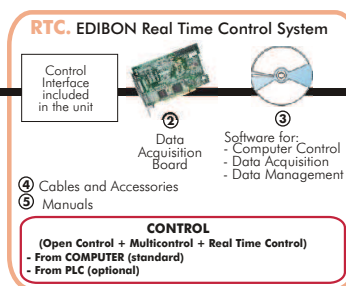 RTC. EDIBON Real Time Control System
Control
Interface
included
in the unit
2
Data
Acquisition
Board
3
Software for:
- Computer Control
- Data Acquisition
- Data Management
4 Cables and Accessories
5 Manuals
CONTROL
(Open Control + Multicontrol + Real Time Control)
- From COMPUTER (standard)
- From PLC (optional)